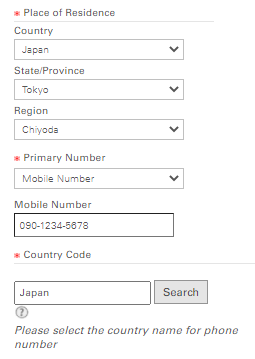 * Place of Residence
Country
Japan
State/Province
Tokyo
Region
Chiyoda
* Primary Number
Mobile Number
Mobile Number
090-1234-5678
* Country Code
Japan Search
?
Please select the country name for phone
number